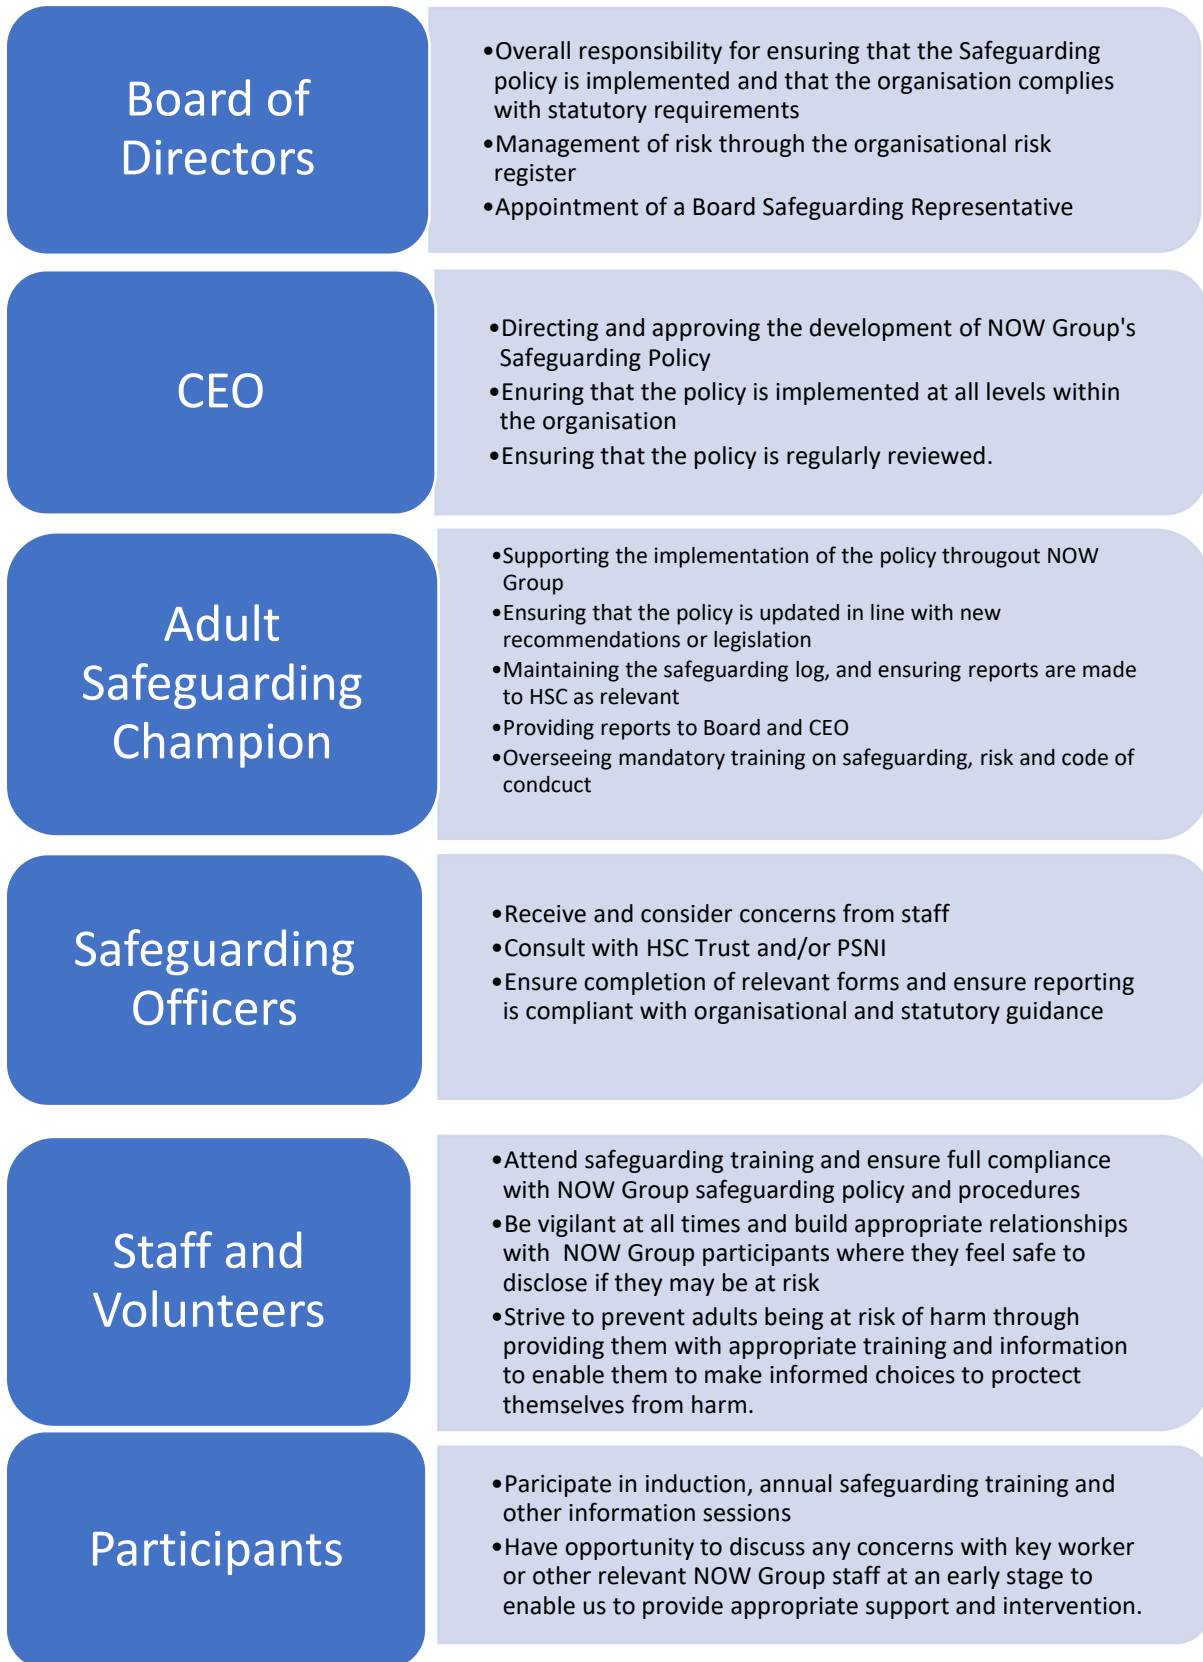 Board of
Directors
•Overall responsibility for ensuring that the Safeguarding
policy is implemented and that the organisation complies
with statutory requirements
•Management of risk through the organisational risk
register
•Appointment of a Board Safeguarding Representative
CEO
•Directing and approving the development of NOW Group's
Safeguarding Policy
•Enuring that the policy is implemented at all levels within
the organisation
•Ensuring that the policy is regularly reviewed.
Adult
Safeguarding
Champion
•Supporting the implementation of the policy througout NOW
Group
•Ensuring that the policy is updated in line with new
recommendations or legislation
•Maintaining the safeguarding log, and ensuring reports are made
to HSC as relevant
•Providing reports to Board and CEO
•Overseeing mandatory training on safeguarding, risk and code of
condcuct
Safeguarding
Officers
•Receive and consider concerns from staff
•Consult with HSC Trust and/or PSNI
•Ensure completion of relevant forms and ensure reporting
is compliant with organisational and statutory guidance
Staff and
Volunteers
•Attend safeguarding training and ensure full compliance
with NOW Group safeguarding policy and procedures
•Be vigilant at all times and build appropriate relationships
with  NOW Group participants where they feel safe to
disclose if they may be at risk
•Strive to prevent adults being at risk of harm through
providing them with appropriate training and information
to enable them to make informed choices to proctect
themselves from harm.
Participants
•Paricipate in induction, annual safeguarding training and
other information sessions
•Have opportunity to discuss any concerns with key worker
or other relevant NOW Group staff at an early stage to
enable us to provide appropriate support and intervention.